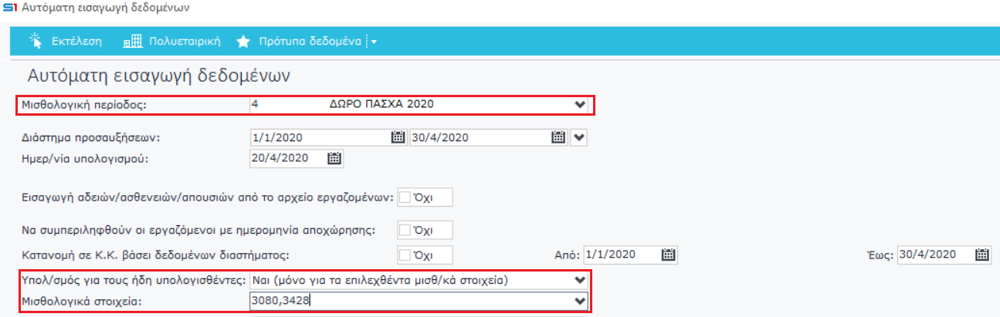 S1 Αυτόματη εισαγωγή δεδομένων
Εκτέλεση Πολυεταιρική Πρότυπα δεδομένα
Αυτόματη εισαγωγή δεδομένων
Μισθολογική περίοδος: 4 ΔΩΡΟ ΠΑΣΧΑ 2020
Διάστημα προσαυξήσεων: 1/1/2020 30/4/2020
Ημερ/νία υπολογισμού: 20/4/2020
Εισαγωγή αδειών/ασθενειών/απουσιών από το αρχείο εργαζομένων: Όχι
Να συμπεριληφθούν οι εργαζόμενοι με ημερομηνία αποχώρησης: Όχι
Κατανομή σε Κ.Κ. βάσει δεδομένων διαστήματος: Όχι Από: 1/1/2020 Έως: 30/4/2020
Υπολ/σμός για τους ήδη υπολογισθέντες: Ναι (μόνο για τα επιλεχθέντα μισθ/κά στοιχεία)
Μισθολογικά στοιχεία: 3080,3428